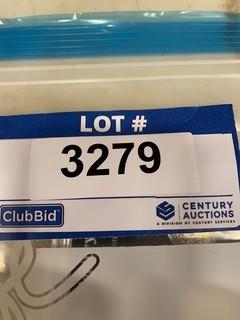 LOT #
3279
ClubBid
CENTURY
AUCTIONS
A DIVISION OF CENTURY SERVICES